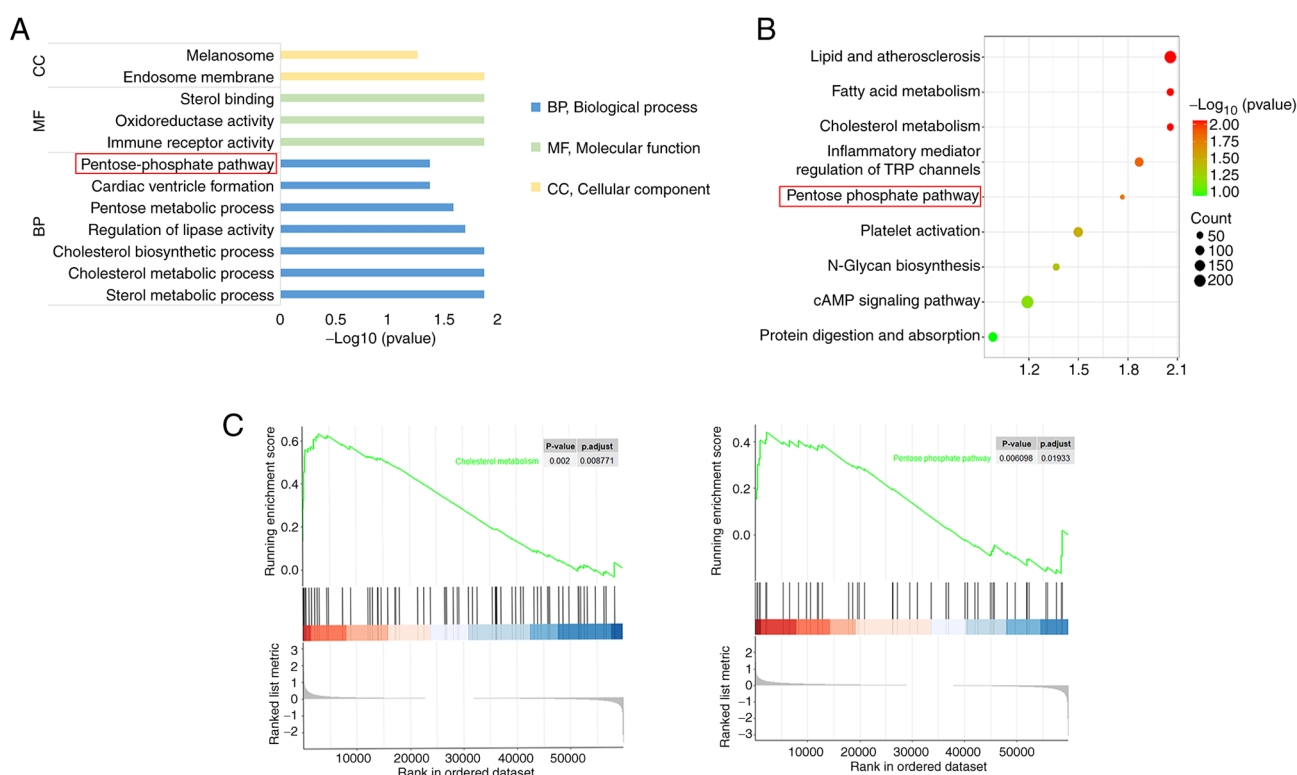 A
CC
Melanosome
Endosome membrane
MF
Sterol binding
Oxidoreductase activity
Immune receptor activity
BP
Pentose-phosphate pathway
Cardiac ventricle formation
Pentose metabolic process
Regulation of lipase activity
Cholesterol biosynthetic process
Cholesterol metabolic process
Sterol metabolic process
0 0.5 1 1.5 2
−Log10 (pvalue)
BP, Biological process
MF, Molecular function
CC, Cellular component
B
Lipid and atherosclerosis
Fatty acid metabolism
Cholesterol metabolism
Inflammatory mediator
regulation of TRP channels
Pentose phosphate pathway
Platelet activation
N-Glycan biosynthesis
cAMP signaling pathway
Protein digestion and absorption
1.2 1.5 1.8 2.1
−Log10 (pvalue)
2.00
1.75
1.50
1.25
1.00
Count
50
100
150
200
C
Running enrichment score
0.6
0.4
0.2
0.0
P-value p.adjust
Cholesterol metabolism 0.002 0.008771
Ranked list metric
3
2
1
0
−1
−2
10000 20000 30000 40000 50000
Rank in ordered dataset
Running enrichment score
0.4
0.2
0.0
P-value p.adjust
Pentose phosphate pathway 0.006098 0.01933
Ranked list metric
2
1
0
−1
−2
−3
10000 20000 30000 40000 50000
Rank in ordered dataset